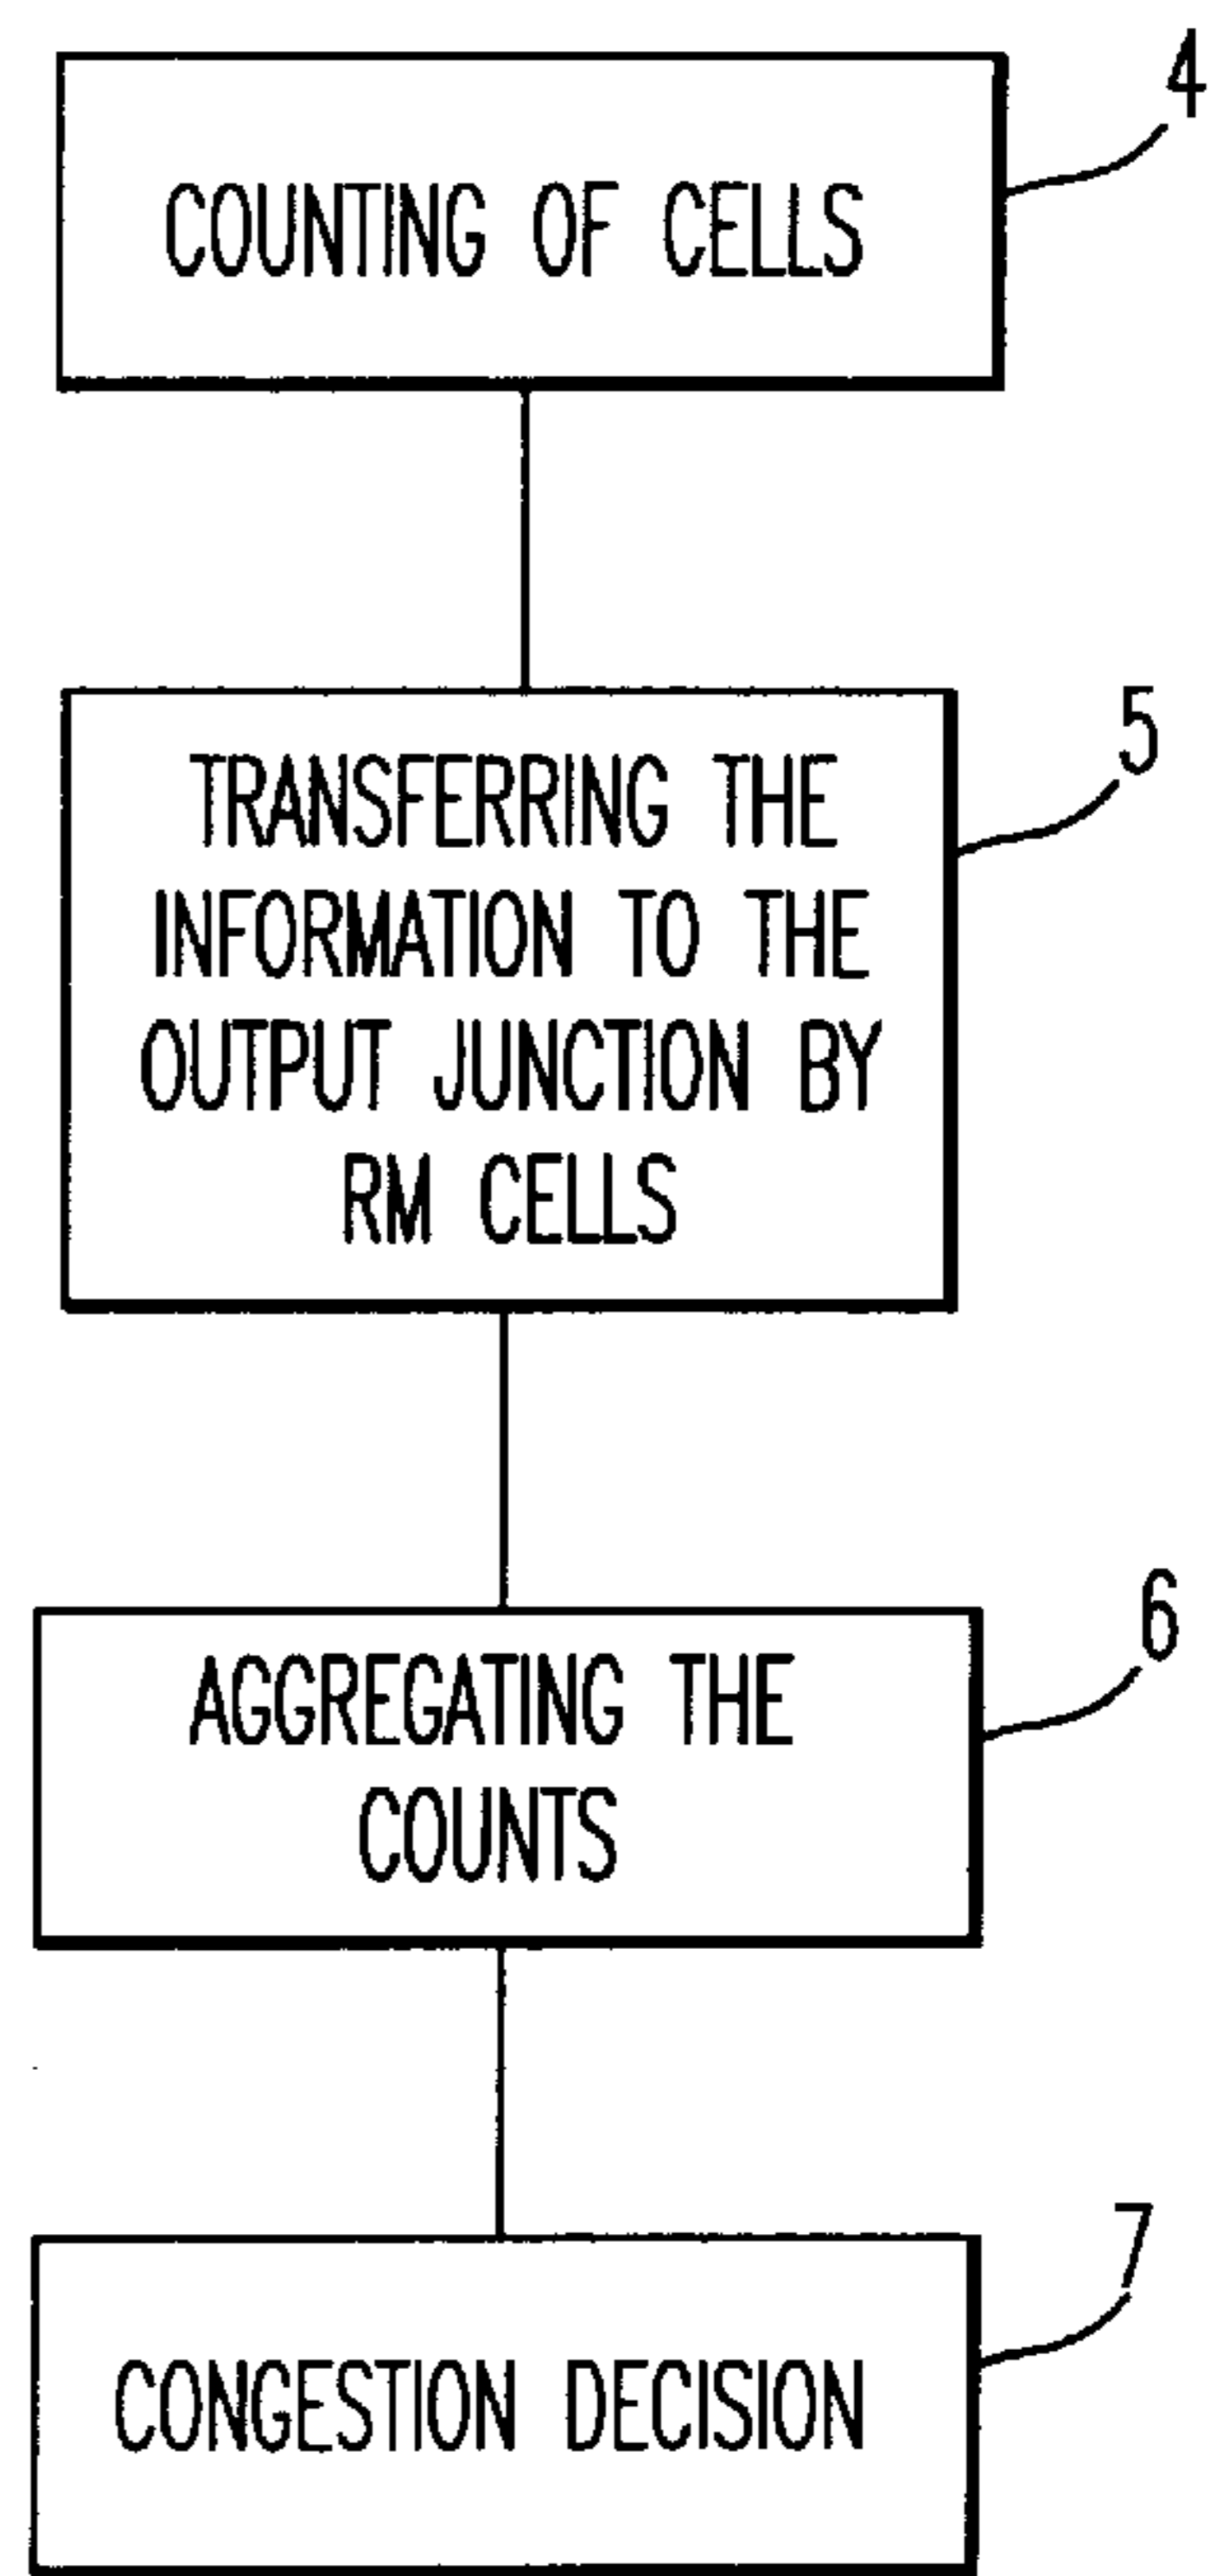 4
COUNTING OF CELLS
5
TRANSFERRING THE
INFORMATION TO THE
OUTPUT JUNCTION BY
RM CELLS
6
AGGREGATING THE
COUNTS
7
CONGESTION DECISION